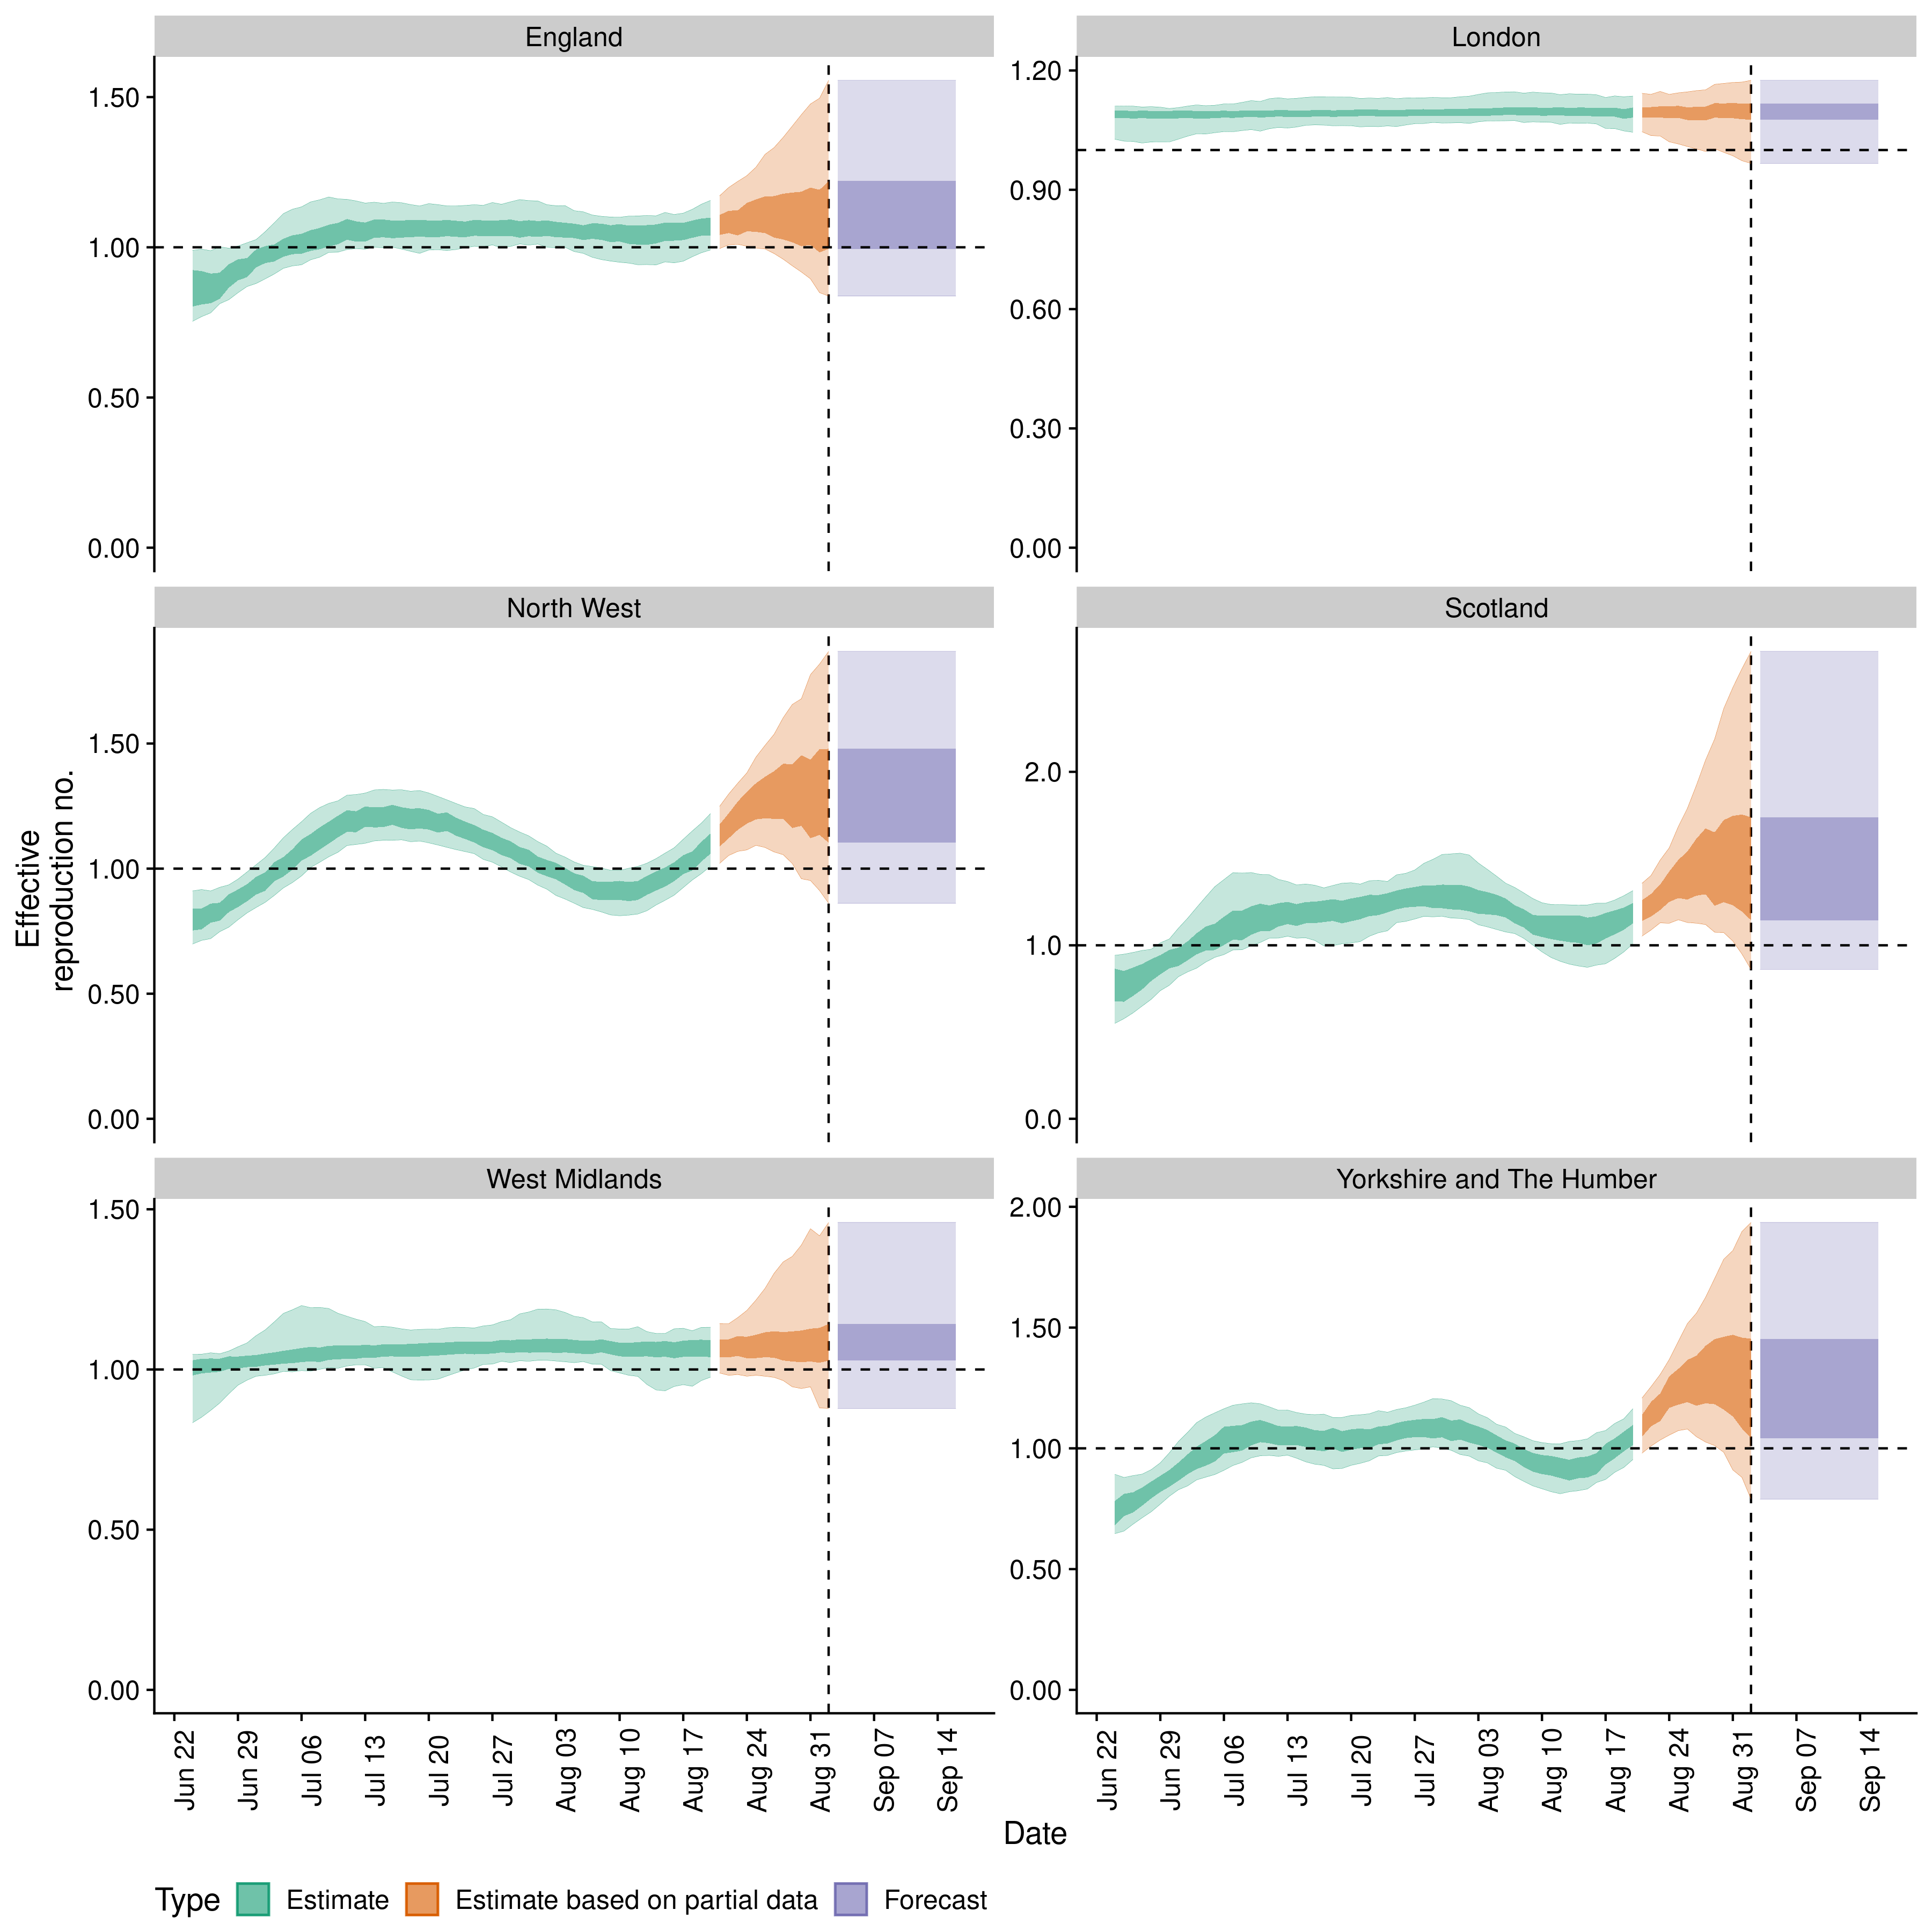 England
London
1.50
1.00
0.50
0.00
1.20
0.90
0.60
0.30
0.00
North West
Scotland
Effective
reproduction no.
1.50
1.00
0.50
0.00
2.0
1.0
0.0
West Midlands
Yorkshire and The Humber
1.50
1.00
0.50
0.00
2.00
1.50
1.00
0.50
0.00
Jun 22
Jun 29
Jul 06
Jul 13
Jul 20
Jul 27
Aug 03
Aug 10
Aug 17
Aug 24
Aug 31
Sep 07
Sep 14
Jun 22
Jun 29
Jul 06
Jul 13
Jul 20
Jul 27
Aug 03
Aug 10
Aug 17
Aug 24
Aug 31
Sep 07
Sep 14
Date
Type Estimate Estimate based on partial data Forecast